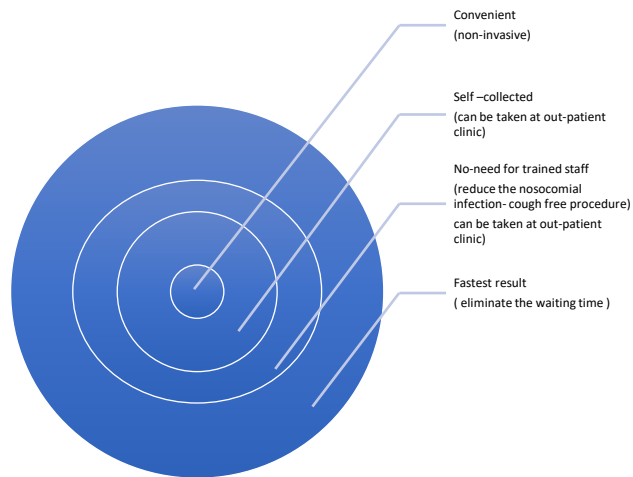 Convenient
(non-invasive)
Self –collected
(can be taken at out-patient
clinic)
No-need for trained staff
(reduce the nosocomial
infection- cough free procedure)
can be taken at out-patient
clinic)
Fastest result
( eliminate the waiting time )